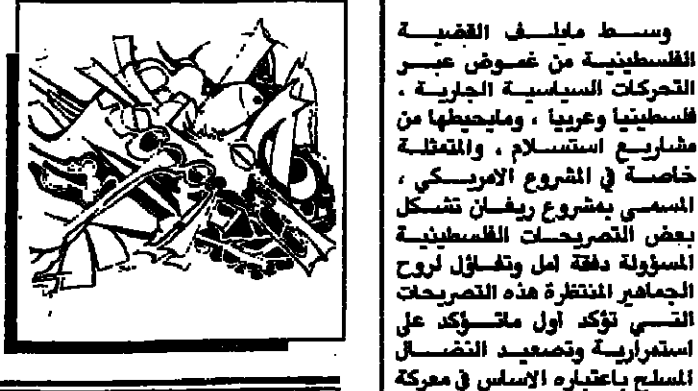 وسط مايلف القضية
الفلسطينية من غموض عبر
التحركات السياسية الجارية ،
فلسطينيا وعربيا ، ومايحيطها من
مشاريع استسلام ، والمتمثلة
خاصة في المشروع الامريكي ،
المسمى بمشروع ريغان تشكل
بعض التصريحات الفلسطينية
المسؤولة دفقة امل وتفاؤل لروح
الجماهير المنتظرة هذه التصريحات
التي تؤكد اول ماتؤكد على
استمرارية وتصعيد النضال
المسلح باعتباره الاساس في معركة